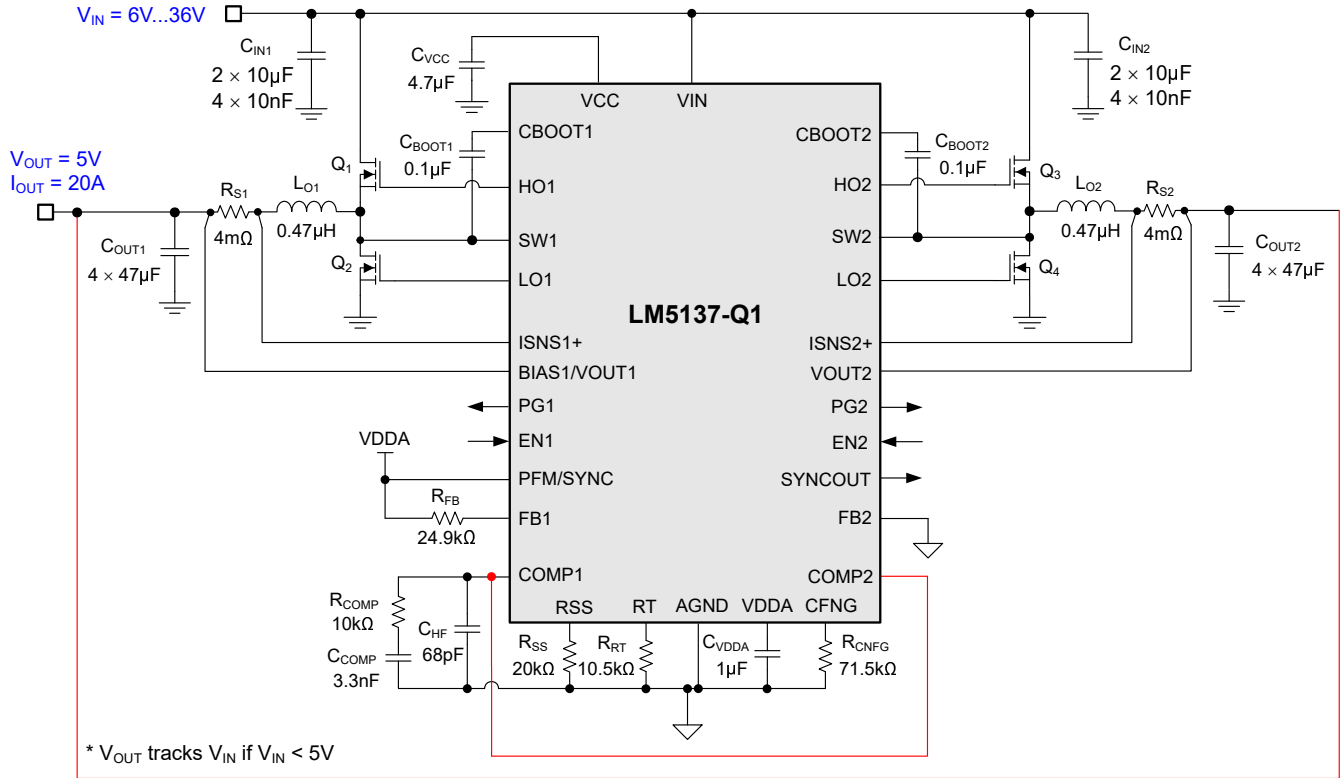 VIN = 6V...36V
CIN1
2 × 10µF
4 × 10nF
CVCC
4.7µF
CIN2
2 × 10µF
4 × 10nF
VCC
VIN
CBOOT1
CBOOT1
0.1µF
CBOOT2
CBOOT2
0.1µF
VOUT = 5V
IOUT = 20A
Q1
HO1
HO2
Q3
RS1
4mΩ
LO1
0.47µH
LO2
0.47µH
RS2
4mΩ
SW1
SW2
COUT1
4 × 47µF
Q2
LO1
LO2
Q4
COUT2
4 × 47µF
LM5137-Q1
ISNS1+
ISNS2+
BIAS1/VOUT1
VOUT2
PG1
PG2
VDDA
EN1
EN2
PFM/SYNC
SYNCOUT
RFB
24.9kΩ
FB1
FB2
COMP1
COMP2
RSS
RT
AGND
VDDA
CFNG
RCOMP
10kΩ
CHF
68pF
CCOMP
3.3nF
RSS
20kΩ
RRT
10.5kΩ
CVDDA
1µF
RCNFG
71.5kΩ
* VOUT tracks VIN if VIN < 5V